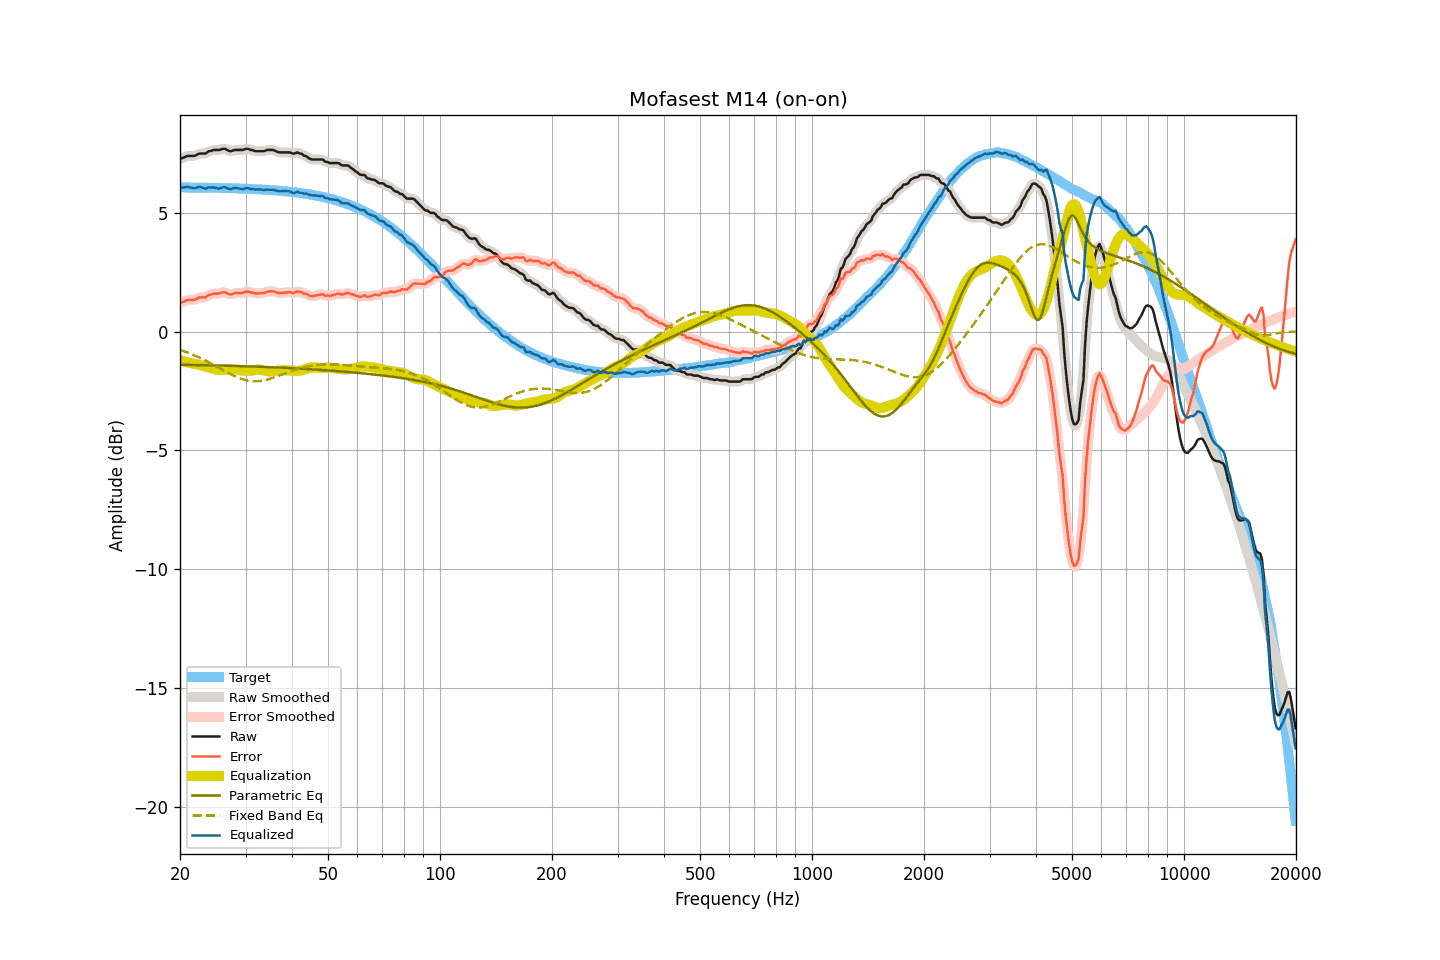 Mofasest M14 (on-on)
Amplitude (dBr)
5
0
−5
−10
−15
−20
Target
Raw Smoothed
Error Smoothed
Raw
Error
Equalization
Parametric Eq
Fixed Band Eq
Equalized
20 50 100 200 500 1000 2000 5000 10000 20000
Frequency (Hz)